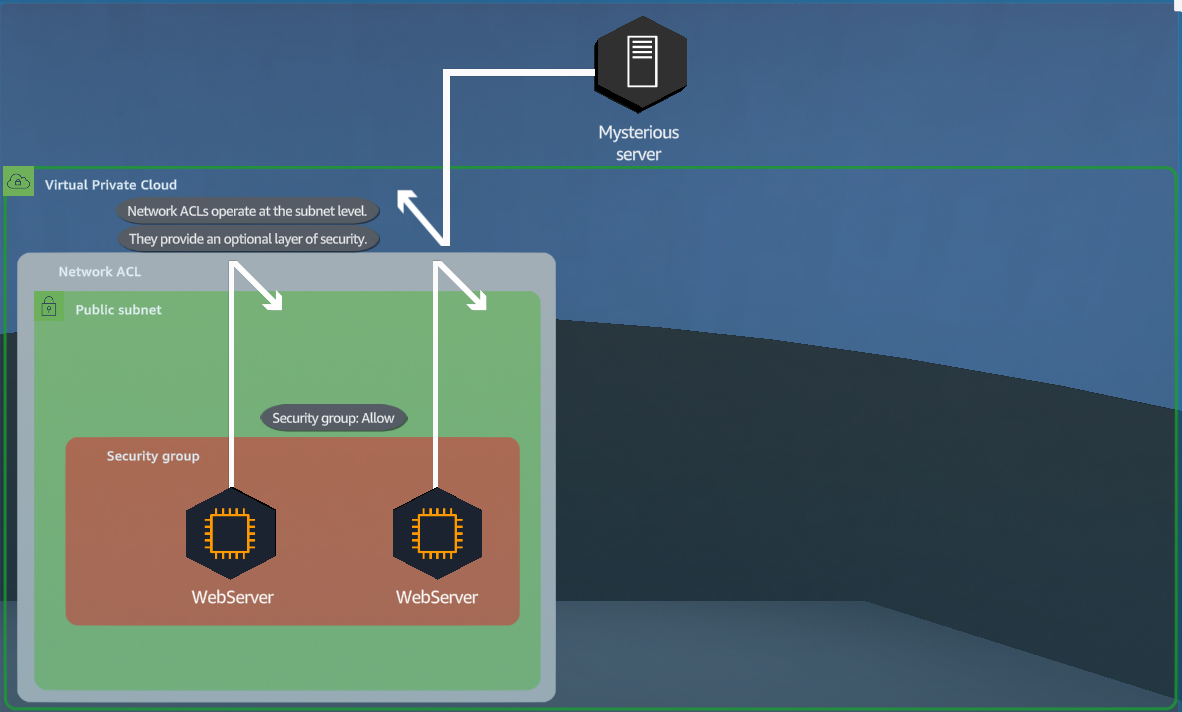 Mysterious
server
Virtual Private Cloud
Network ACLs operate at the subnet level.
They provide an optional layer of security.
Network ACL
Public subnet
Security group: Allow
Security group
WebServer
WebServer